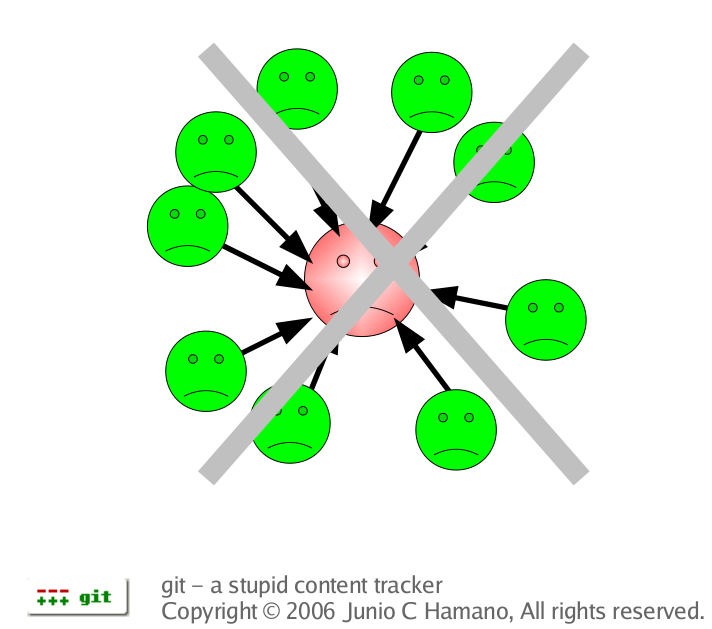 git
git – a stupid content tracker
Copyright © 2006 Junio C Hamano, All rights reserved.